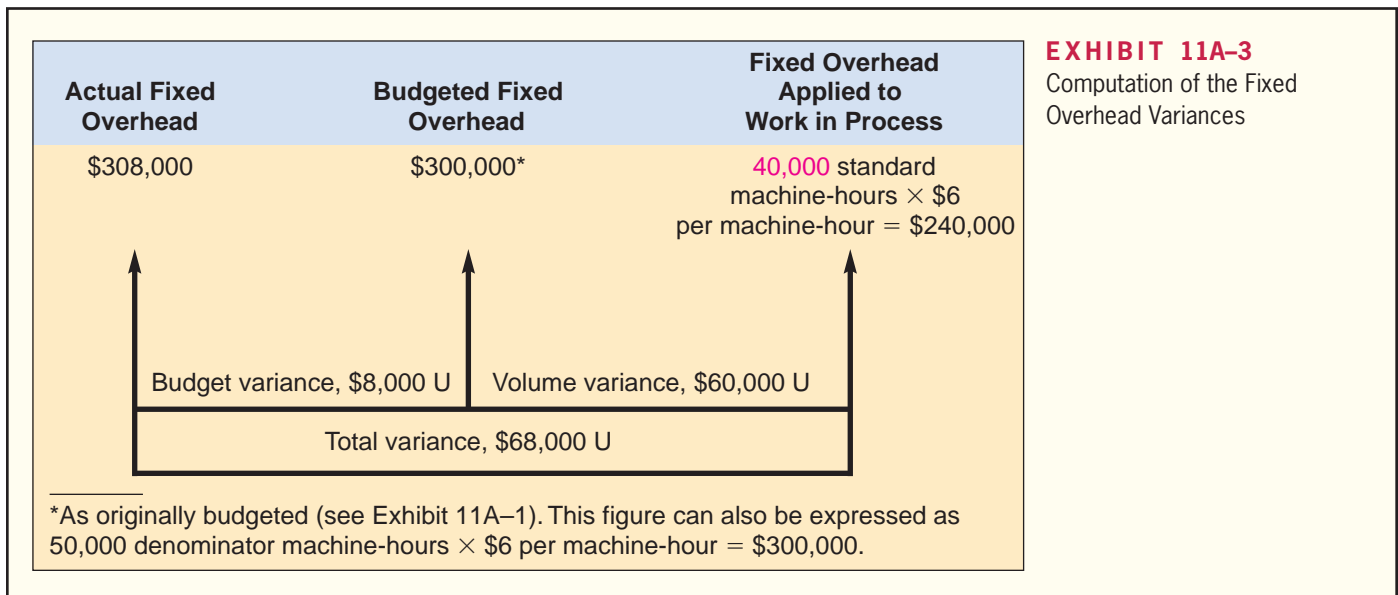 EXHIBIT 11A–3
Computation of the Fixed
Overhead Variances
Actual Fixed
Overhead
Budgeted Fixed
Overhead
Fixed Overhead
Applied to
Work in Process
$308,000
$300,000*
40,000 standard
machine-hours × $6
per machine-hour = $240,000
Budget variance, $8,000 U
Volume variance, $60,000 U
Total variance, $68,000 U
*As originally budgeted (see Exhibit 11A–1). This figure can also be expressed as
50,000 denominator machine-hours × $6 per machine-hour = $300,000.